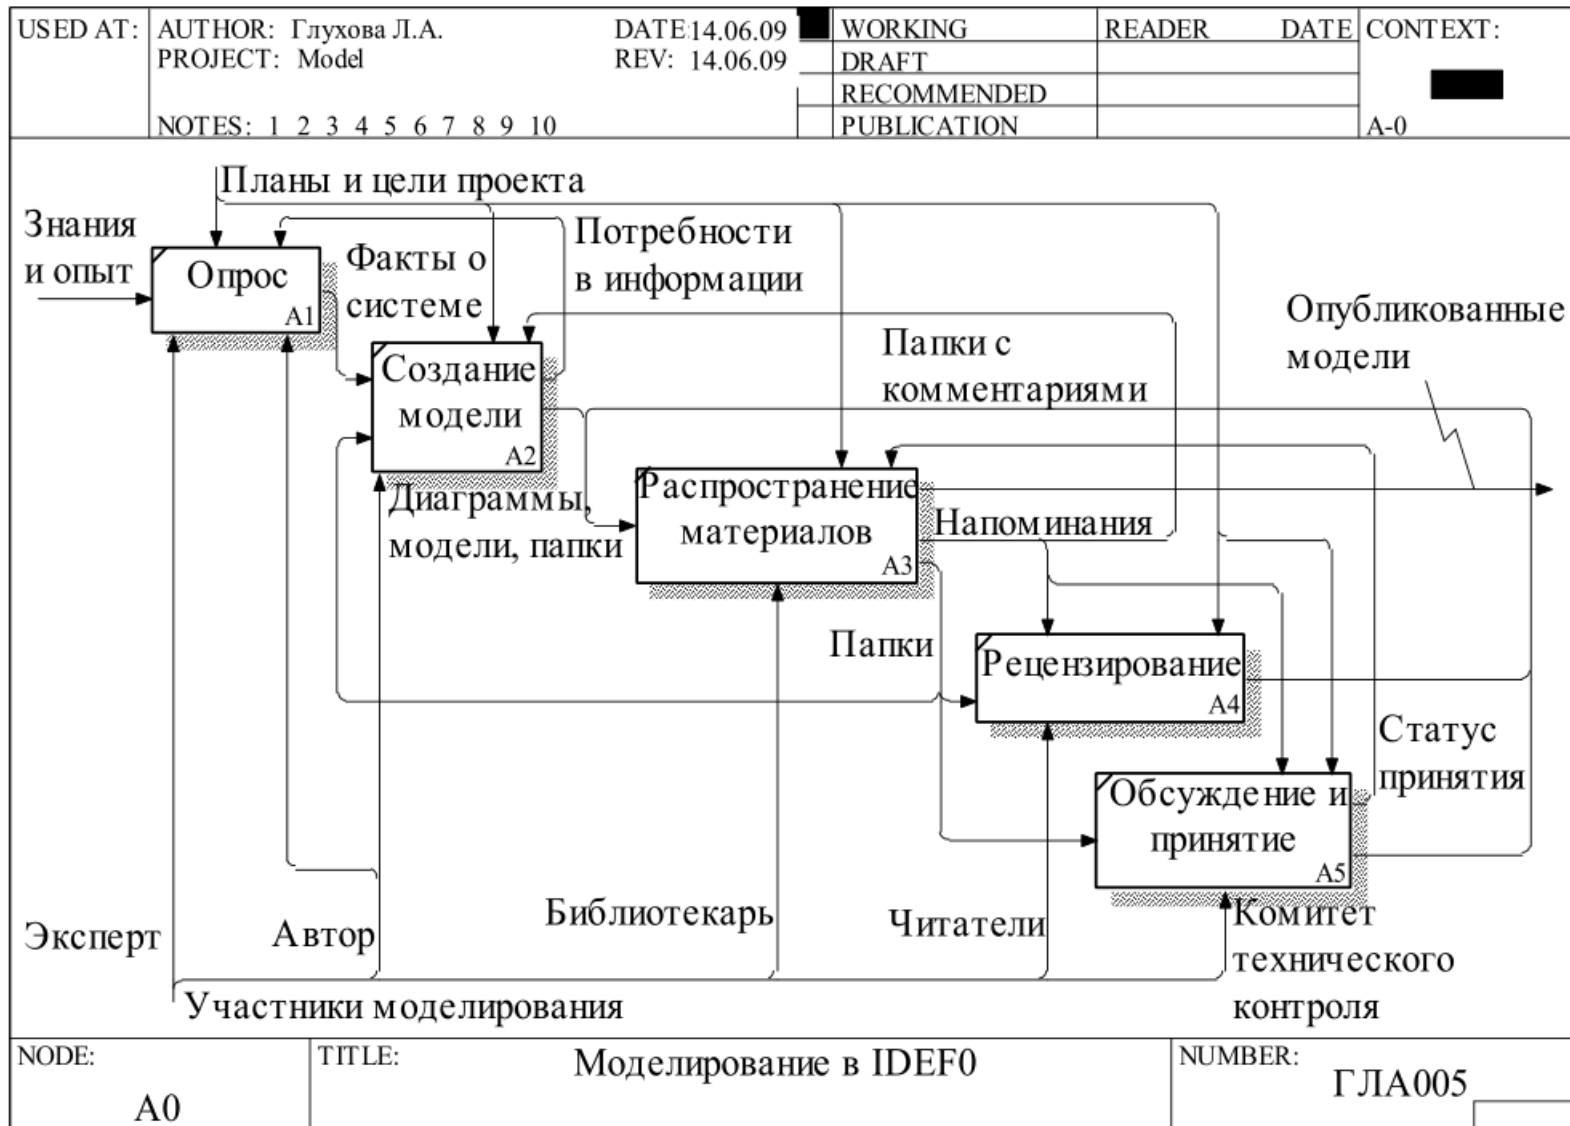 USED AT:
AUTHOR: Глухова Л.А.
DATE:14.06.09
WORKING
READER
DATE
CONTEXT:
PROJECT: Model
REV: 14.06.09
DRAFT
RECOMMENDED
NOTES: 1 2 3 4 5 6 7 8 9 10
PUBLICATION
A-0
Планы и цели проекта
Знания
и опыт
Опрос
A1
Факты о
системе
Потребности
в информации
Опубликованные
модели
Создание
модели
A2
Папки с
комментариями
Диаграммы,
модели, папки
Распространение
материалов
A3
Напоминания
Папки
Рецензирование
A4
Статус
принятия
Обсуждение и
принятие
A5
Эксперт
Автор
Библиотекарь
Читатели
Комитет
технического
контроля
Участники моделирования
NODE:
A0
TITLE:
Моделирование в IDEF0
NUMBER:
ГЛА005